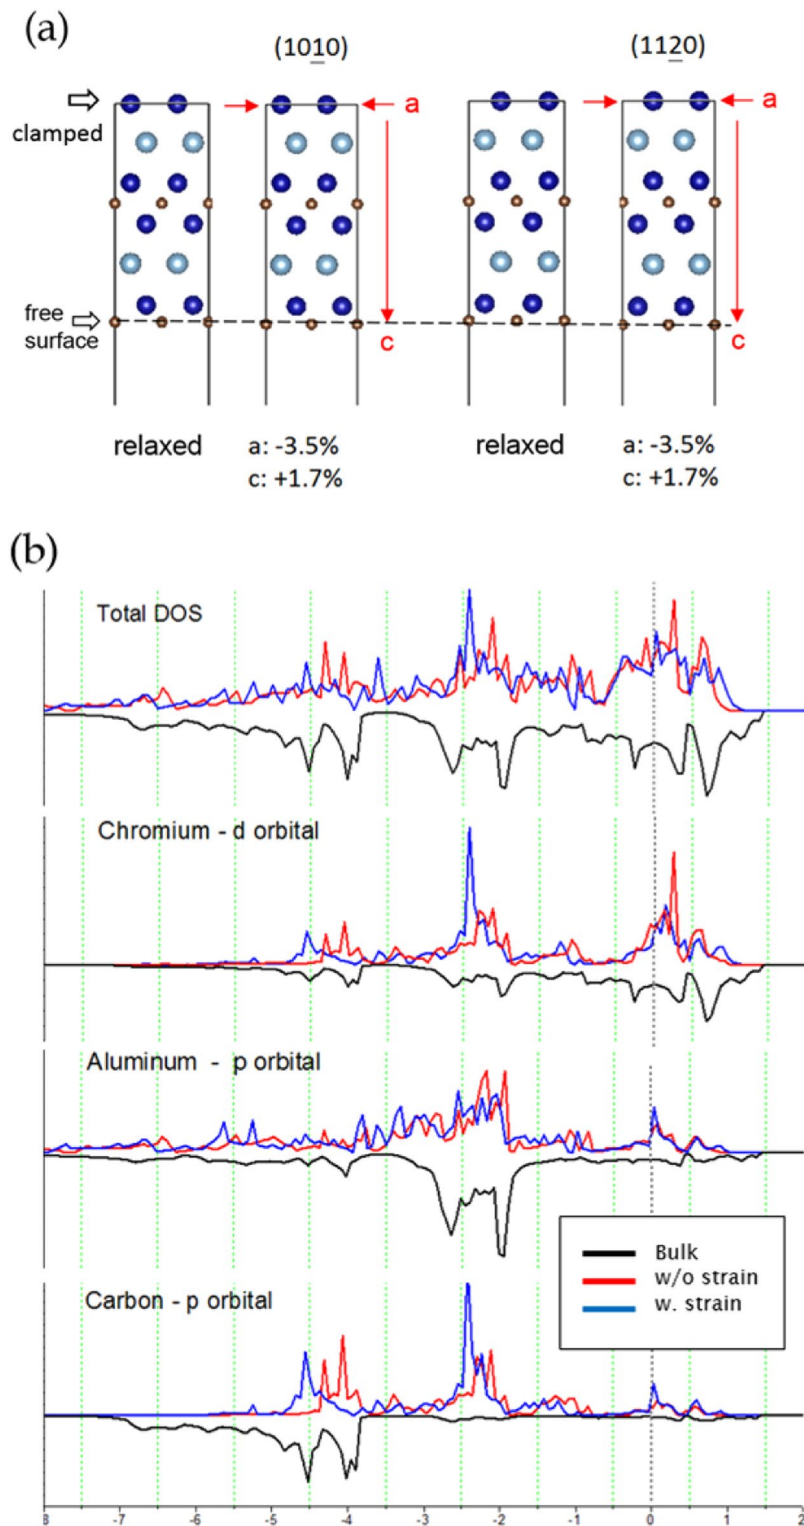 (a)
(1010) (1120)
clamped
a
a
free
surface
c
c
relaxed
a: -3.5%
c: +1.7%
relaxed
a: -3.5%
c: +1.7%
(b)
Total DOS
Chromium - d orbital
Aluminum - p orbital
Bulk
w/o strain
w. strain
Carbon - p orbital
-8 -7 -6 -5 -4 -3 -2 -1 0 1 2